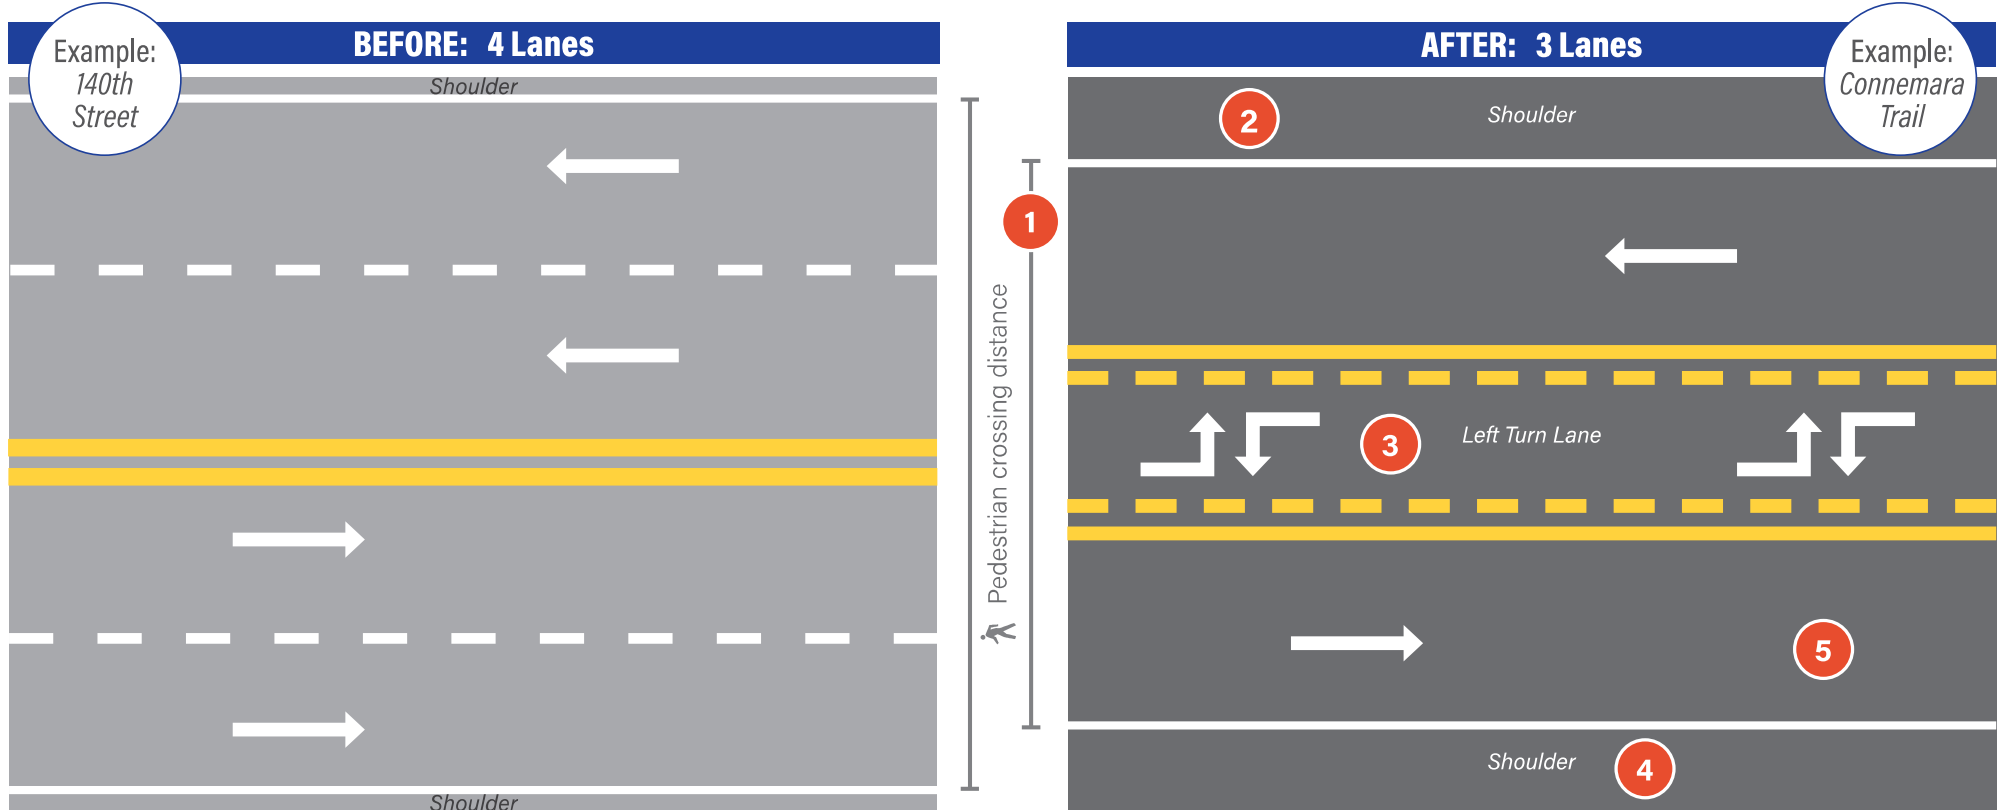 Example:
140th
Street
BEFORE: 4 Lanes
Shoulder
Shoulder
1
Pedestrian crossing distance
AFTER: 3 Lanes
Example:
Connemara
Trail
2
Shoulder
3
Left Turn Lane
5
Shoulder
4